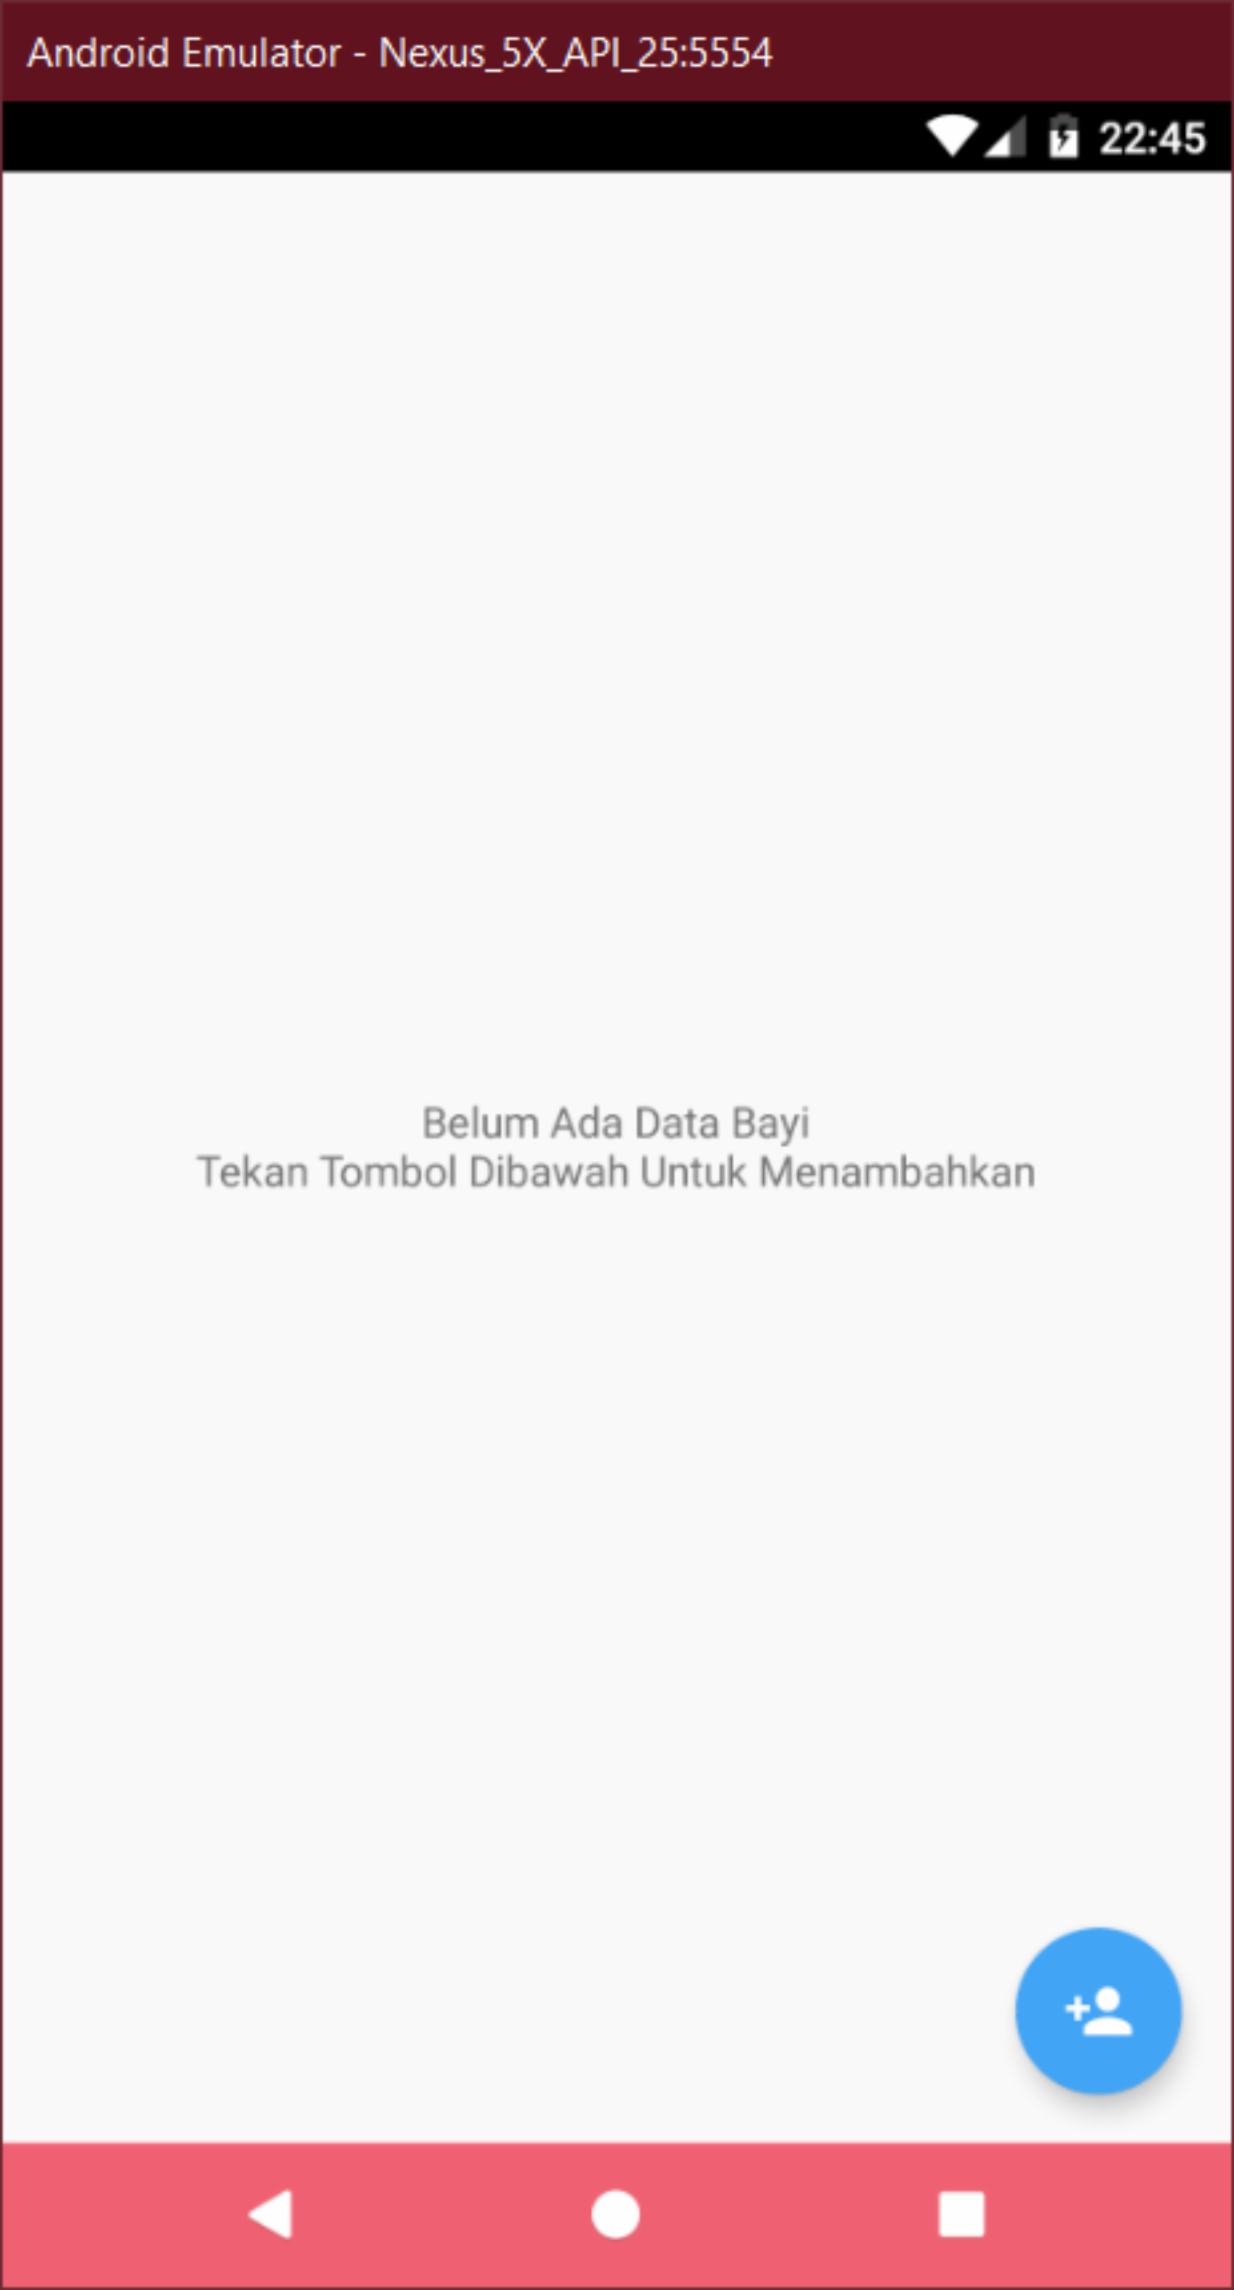 Android Emulator - Nexus_5X_API_25:5554
22:45
Belum Ada Data Bayi
Tekan Tombol Dibawah Untuk Menambahkan